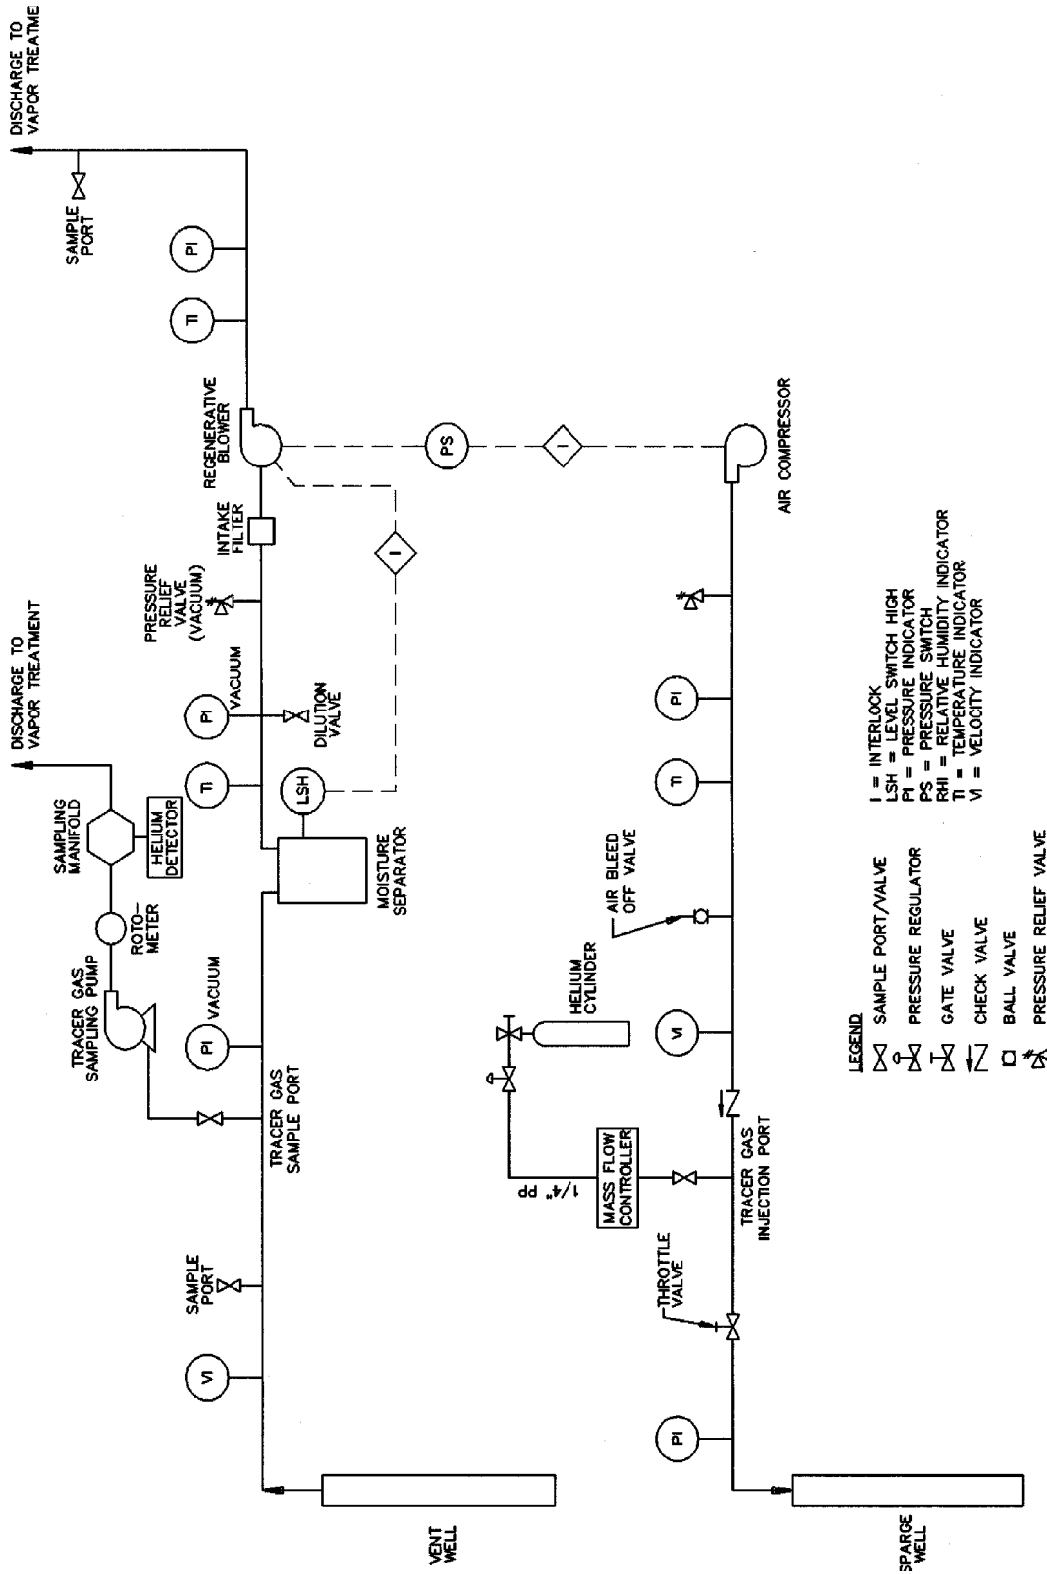 DISCHARGE TO
VAPOR TREATMENT
DISCHARGE TO
VAPOR TREATME
SAMPLING
MANIFOLD
TRACER GAS
SAMPLING PUMP
ROTO-
METER
HELIUM
DETECTOR
SAMPLE
PORT
PRESSURE
RELIEF
VALVE
(VACUUM)
REGENERATIVE
BLOWER
INTAKE
FILTER
VI
SAMPLE
PORT
PI
VACUUM
TI
PI
VACUUM
TI
PI
TRACER GAS
SAMPLE PORT
LSH
DILUTION
VALVE
MOISTURE
SEPARATOR
I
PS
I
VENT
WELL
1/4" PP
HELIUM
CYLINDER
AIR BLEED
OFF VALVE
MASS FLOW
CONTROLLER
THROTTLE
VALVE
PI
VI
TI
PI
TRACER GAS
INJECTION PORT
AIR COMPRESSOR
SPARGE
WELL
LEGEND
SAMPLE PORT/VALVE
PRESSURE REGULATOR
GATE VALVE
CHECK VALVE
BALL VALVE
PRESSURE RELIEF VALVE
I = INTERLOCK
LSH = LEVEL SWITCH HIGH
PI = PRESSURE INDICATOR
PS = PRESSURE SWITCH
RHI = RELATIVE HUMIDITY INDICATOR
TI = TEMPERATURE INDICATOR
VI = VELOCITY INDICATOR